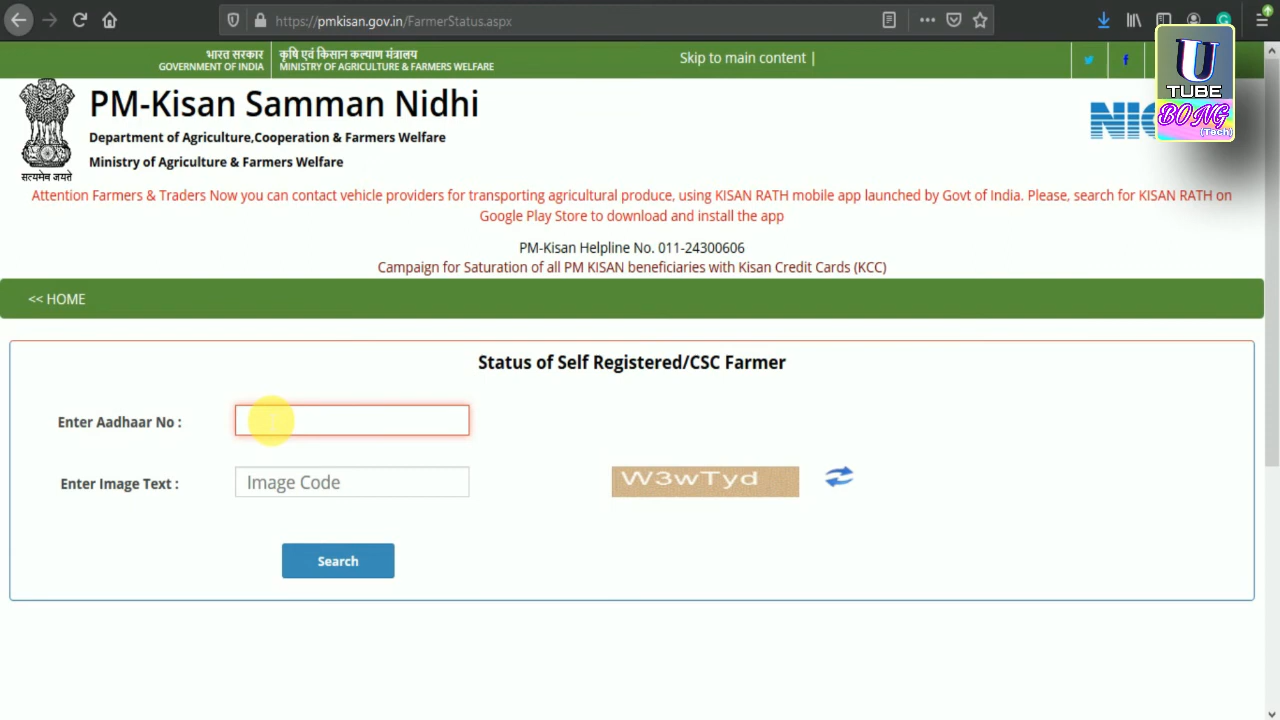 https://pmkisan.gov.in/FarmerStatus.aspx
भारत सरकार
GOVERNMENT OF INDIA
कृषि एवं किसान कल्याण मंत्रालय
MINISTRY OF AGRICULTURE & FARMERS WELFARE
Skip to main content |
U
TUBE
BONG
(Tech)
सत्यमेव जयते
PM-Kisan Samman Nidhi
Department of Agriculture,Cooperation & Farmers Welfare
Ministry of Agriculture & Farmers Welfare
NIC
Attention Farmers & Traders Now you can contact vehicle providers for transporting agricultural produce, using KISAN RATH mobile app launched by Govt of India. Please, search for KISAN RATH on
Google Play Store to download and install the app
PM-Kisan Helpline No. 011-24300606
Campaign for Saturation of all PM KISAN beneficiaries with Kisan Credit Cards (KCC)
<< HOME
Status of Self Registered/CSC Farmer
Enter Aadhaar No :
Enter Image Text :
Image Code
W3wTyd
Search